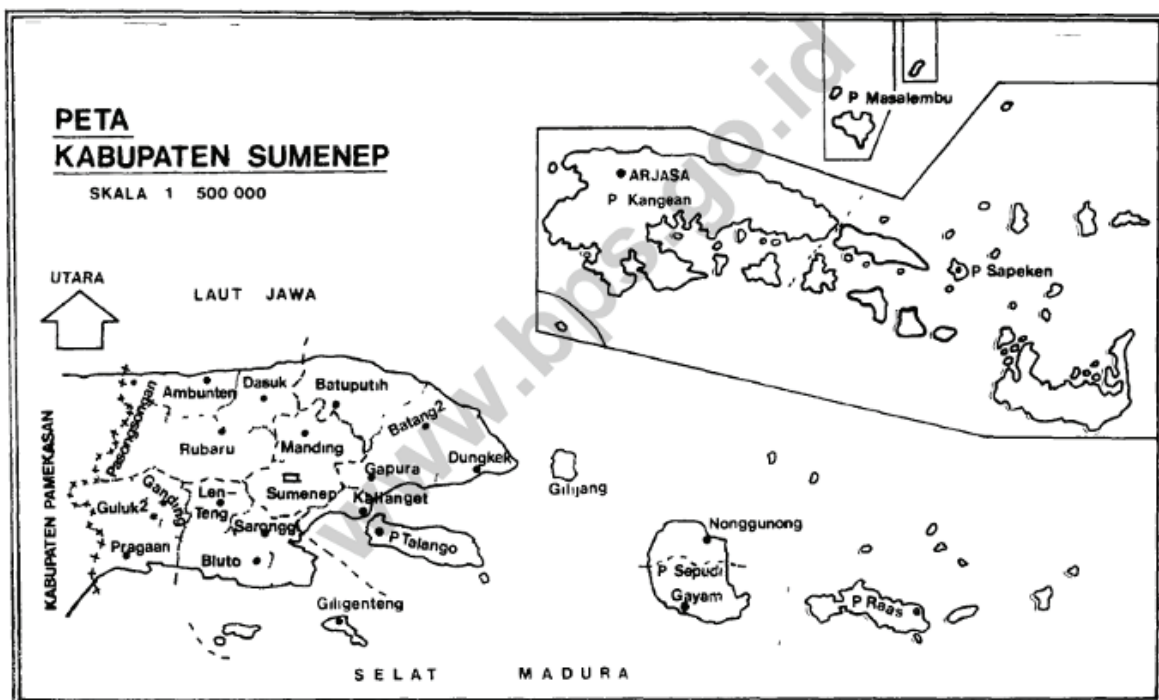 PETA
KABUPATEN SUMENEP
SKALA 1 500 000
P Masalembu
ARJASA
P Kangean
P Sapeken
UTARA
LAUT JAWA
Ambunten
Dasuk
Batuputih
Pasongsongan
Rubaru
Manding
Batang2
Dungkek
Gapura
Gilijang
Guluk2
Ganding
Len-
Teng
Sumenep
Kalianget
Saronggi
P Talango
Nonggunong
Pragaan
Bluto
P Sepudi
Gayam
P Raas
Giligenteng
KABUPATEN PAMEKASAN
SELAT MADURA
www.bps.go.id